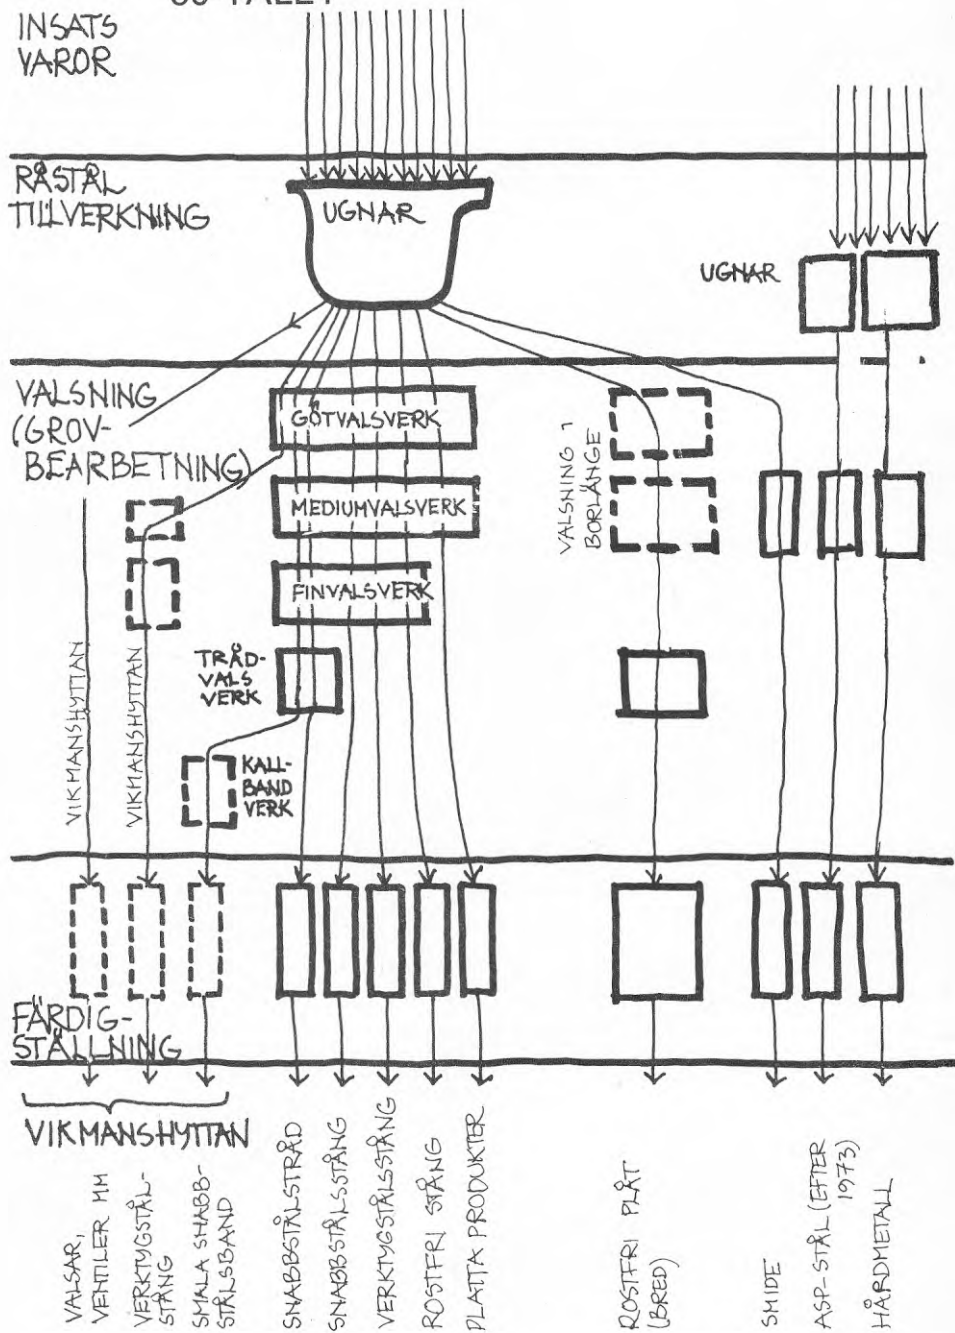 INSATS
VAROR
RÅSTÅL
TILLVERKNING
UGNAR
UGNAR
VALSNING
(GROV-
BEARBETNING)
GÖTVALSVERK
MEDIUMVALSVERK
FINVALSVERK
TRÅD-
VALS
VERK
KALL-
BAND
VERK
VALSNING I
BORLÄNGE
VIKMANSHYTTAN
VIKMANSHYTTAN
FÄRDIG-
STÄLLNING
VIKMANSHYTTAN
VALSAR,
VENTILER MM
VERKTYGSTÅL-
STÅNG
SMALA SNABB-
STÅLSBAND
SNABBSTÅLSTRÅD
SNABBSTÅLSSTÅNG
VERKTYGSTÅLSSTÅNG
ROSTFRI STÅNG
PLATTA PRODUKTER
ROSTFRI PLÅT
(BRED)
SMIDE
ASP-STÅL (EFTER
1973)
HÅRDMETALL